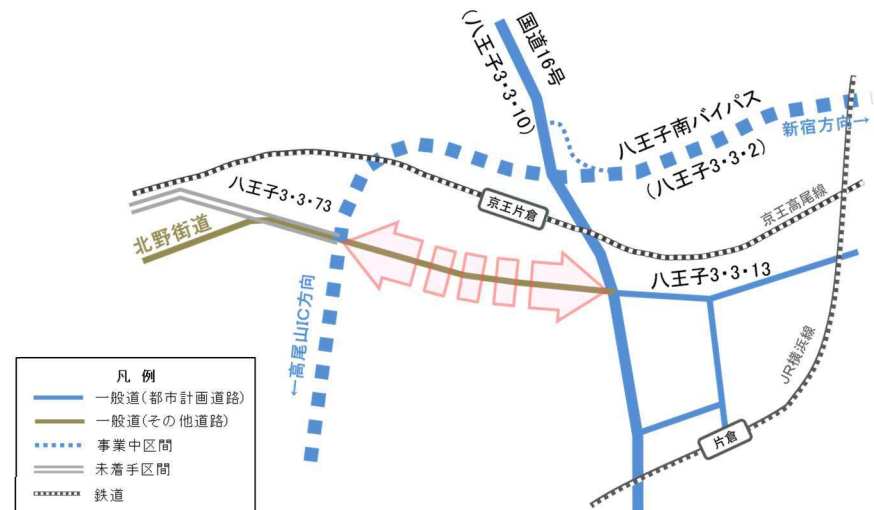 国道16号
(八王子3・3・10)
八王子南バイパス
(八王子3・3・2)
新宿方向→
八王子3・3・73
京王片倉
京王高尾線
北野街道
八王子3・3・13
←高尾山IC方向
JR横浜線
片倉
凡 例
一般道(都市計画道路)
一般道(その他道路)
事業中区間
未着手区間
鉄道